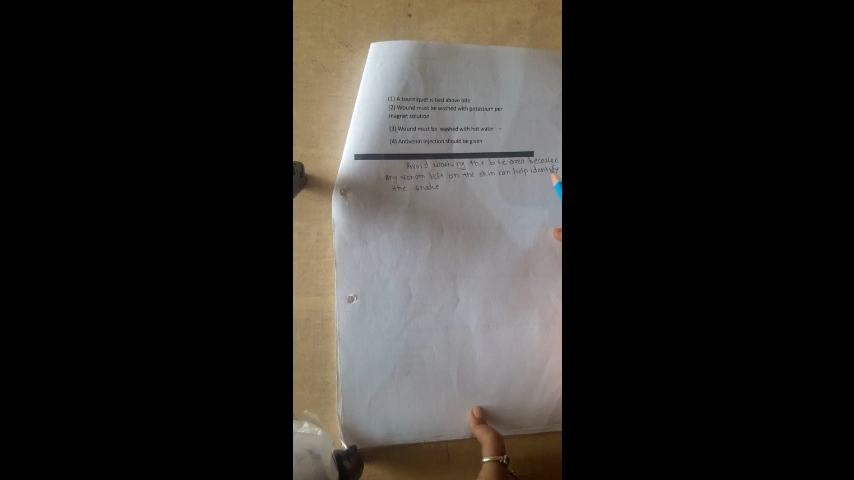 (1) A tourniquet is tied above bite
(2) Wound must be washed with potassium per
magnet solution
(3) Wound must be washed with hot water
(4) Antivenin injection should be given
Avoid washing the bite area because
any venom left on the skin can help identify
the snake